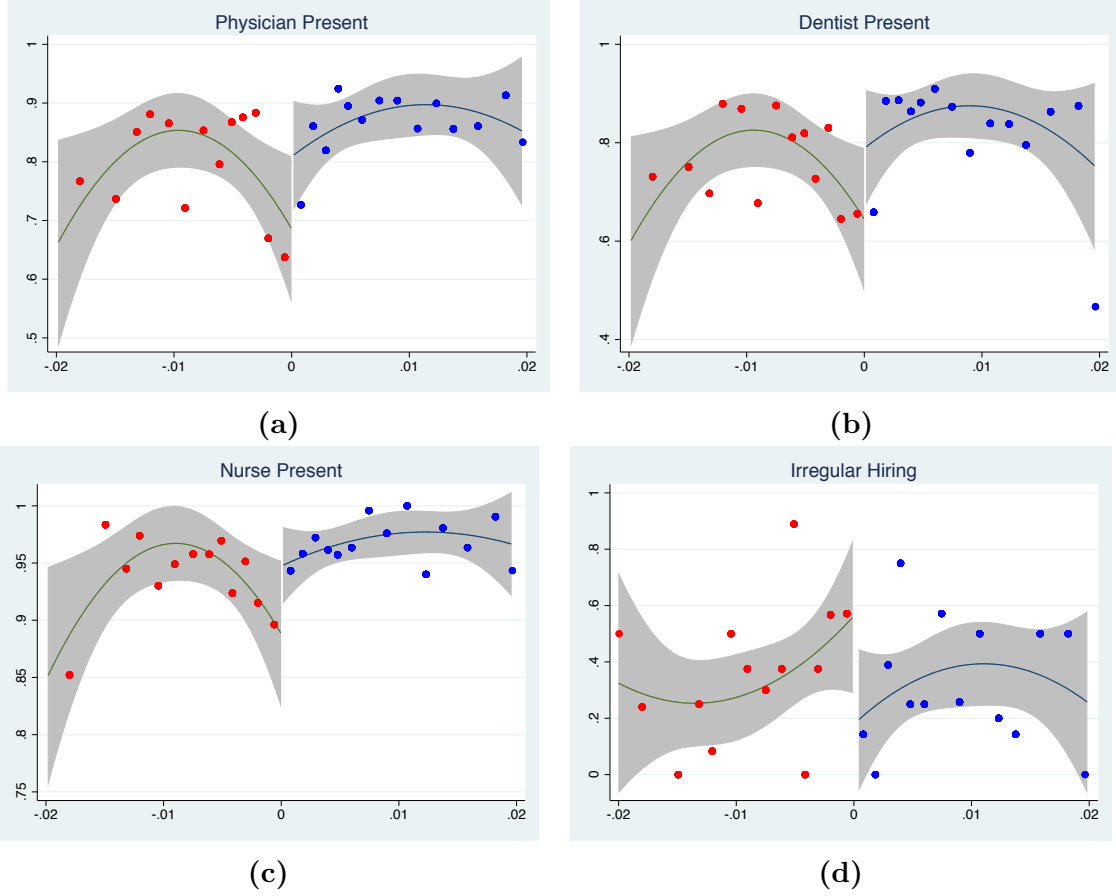 Physician Present
1
.9
.8
.7
.6
.5
-.02 -.01 0 .01 .02
(a)
Dentist Present
1
.8
.6
.4
-.02 -.01 0 .01 .02
(b)
Nurse Present
1
.95
.9
.85
.8
.75
-.02 -.01 0 .01 .02
(c)
Irregular Hiring
1
.8
.6
.4
.2
0
-.02 -.01 0 .01 .02
(d)